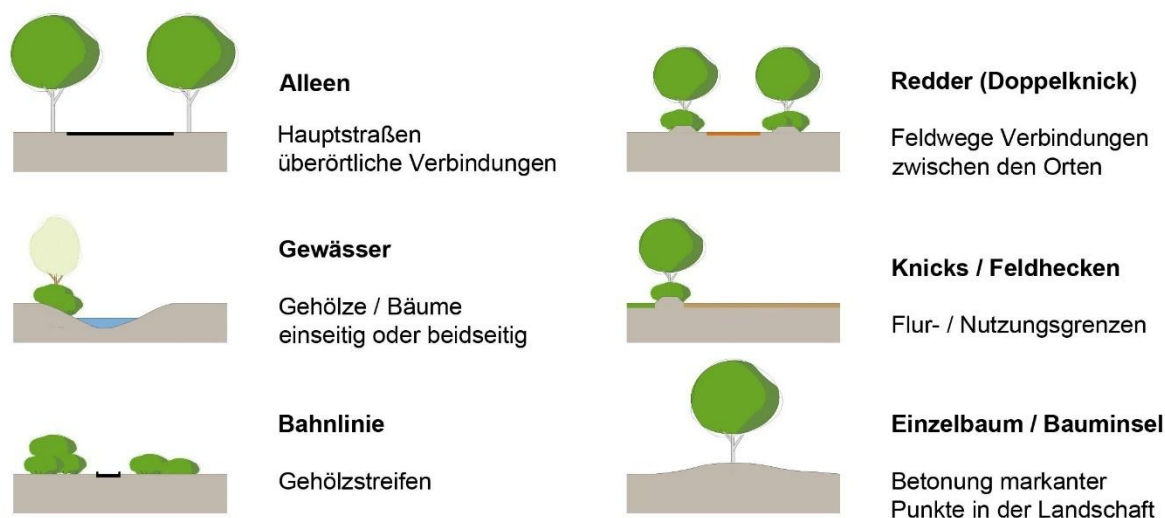 Alleen
Hauptstraßen
überörtliche Verbindungen
Gewässer
Gehölze / Bäume
einseitig oder beidseitig
Bahnlinie
Gehölzstreifen
Redder (Doppelknick)
Feldwege Verbindungen
zwischen den Orten
Knicks / Feldhecken
Flur- / Nutzungsgrenzen
Einzelbaum / Bauminsel
Betonung markanter
Punkte in der Landschaft